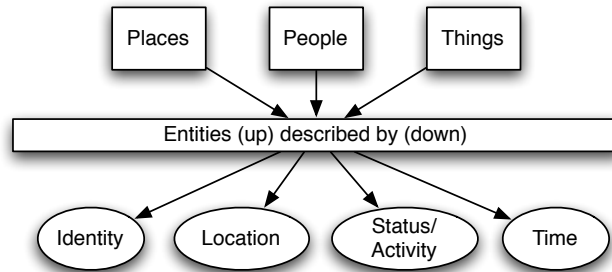 Places
People
Things
Entities (up) described by (down)
Identity
Location
Status/
Activity
Time